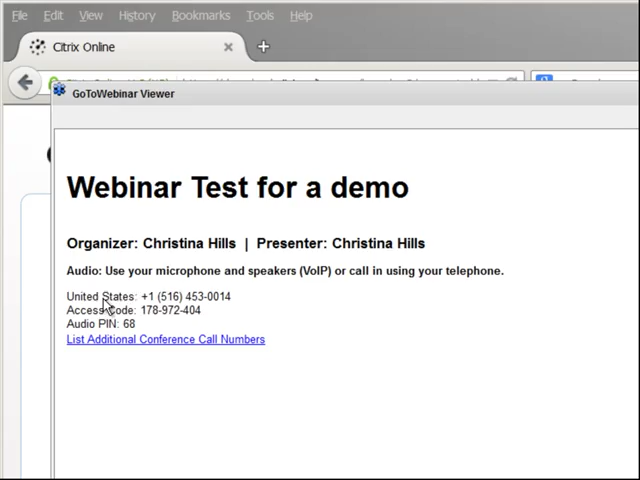 File Edit View History Bookmarks Tools Help
Citrix Online
GoToWebinar Viewer
Webinar Test for a demo
Organizer: Christina Hills | Presenter: Christina Hills
Audio: Use your microphone and speakers (VoIP) or call in using your telephone.
United States: +1 (516) 453-0014
Access Code: 178-972-404
Audio PIN: 68
List Additional Conference Call Numbers